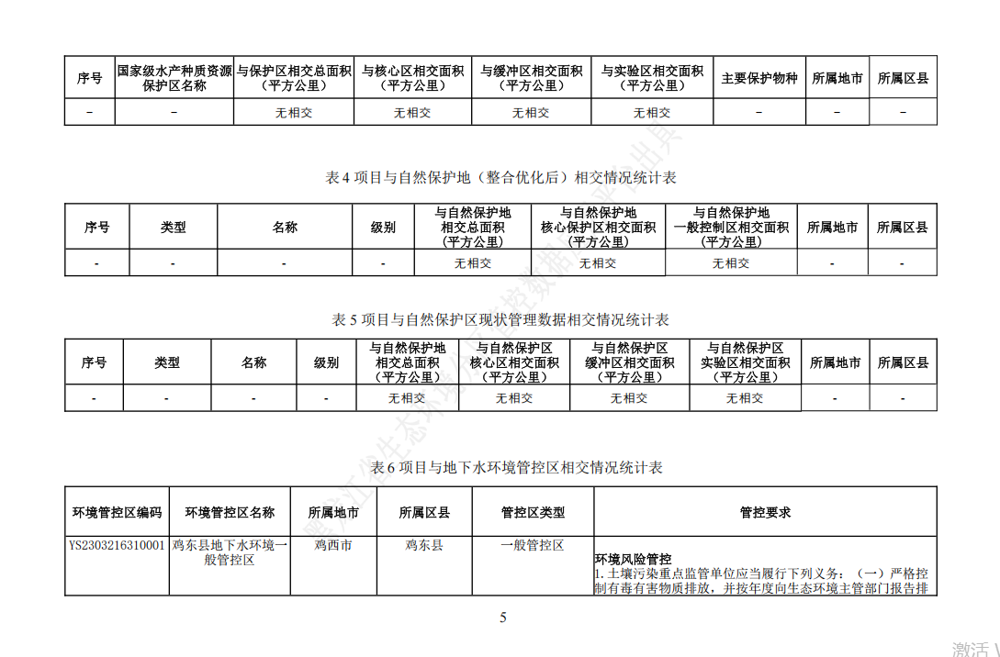 序号 国家级水产种质资源保护区名称 与保护区相交总面积（平方公里） 与核心区相交面积（平方公里） 与缓冲区相交面积（平方公里） 与实验区相交面积（平方公里） 主要保护物种 所属地市 所属区县
– – 无相交 无相交 无相交 无相交 – – –
表 4 项目与自然保护地（整合优化后）相交情况统计表
序号 类型 名称 级别 与自然保护地相交总面积(平方公里) 与自然保护地核心保护区相交面积(平方公里) 与自然保护地一般控制区相交面积(平方公里) 所属地市 所属区县
- - - - 无相交 无相交 无相交 - -
表 5 项目与自然保护区现状管理数据相交情况统计表
序号 类型 名称 级别 与自然保护地相交总面积（平方公里） 与自然保护区核心区相交面积（平方公里） 与自然保护区缓冲区相交面积（平方公里） 与自然保护区实验区相交面积（平方公里） 所属地市 所属区县
- - - - 无相交 无相交 无相交 无相交 - -
表 6 项目与地下水环境管控区相交情况统计表
环境管控区编码 环境管控区名称 所属地市 所属区县 管控区类型 管控要求
YS2303216310001 鸡东县地下水环境一般管控区 鸡西市 鸡东县 一般管控区
环境风险管控
1.土壤污染重点监管单位应当履行下列义务：（一）严格控
制有毒有害物质排放，并按年度向生态环境主管部门报告排
5
激活